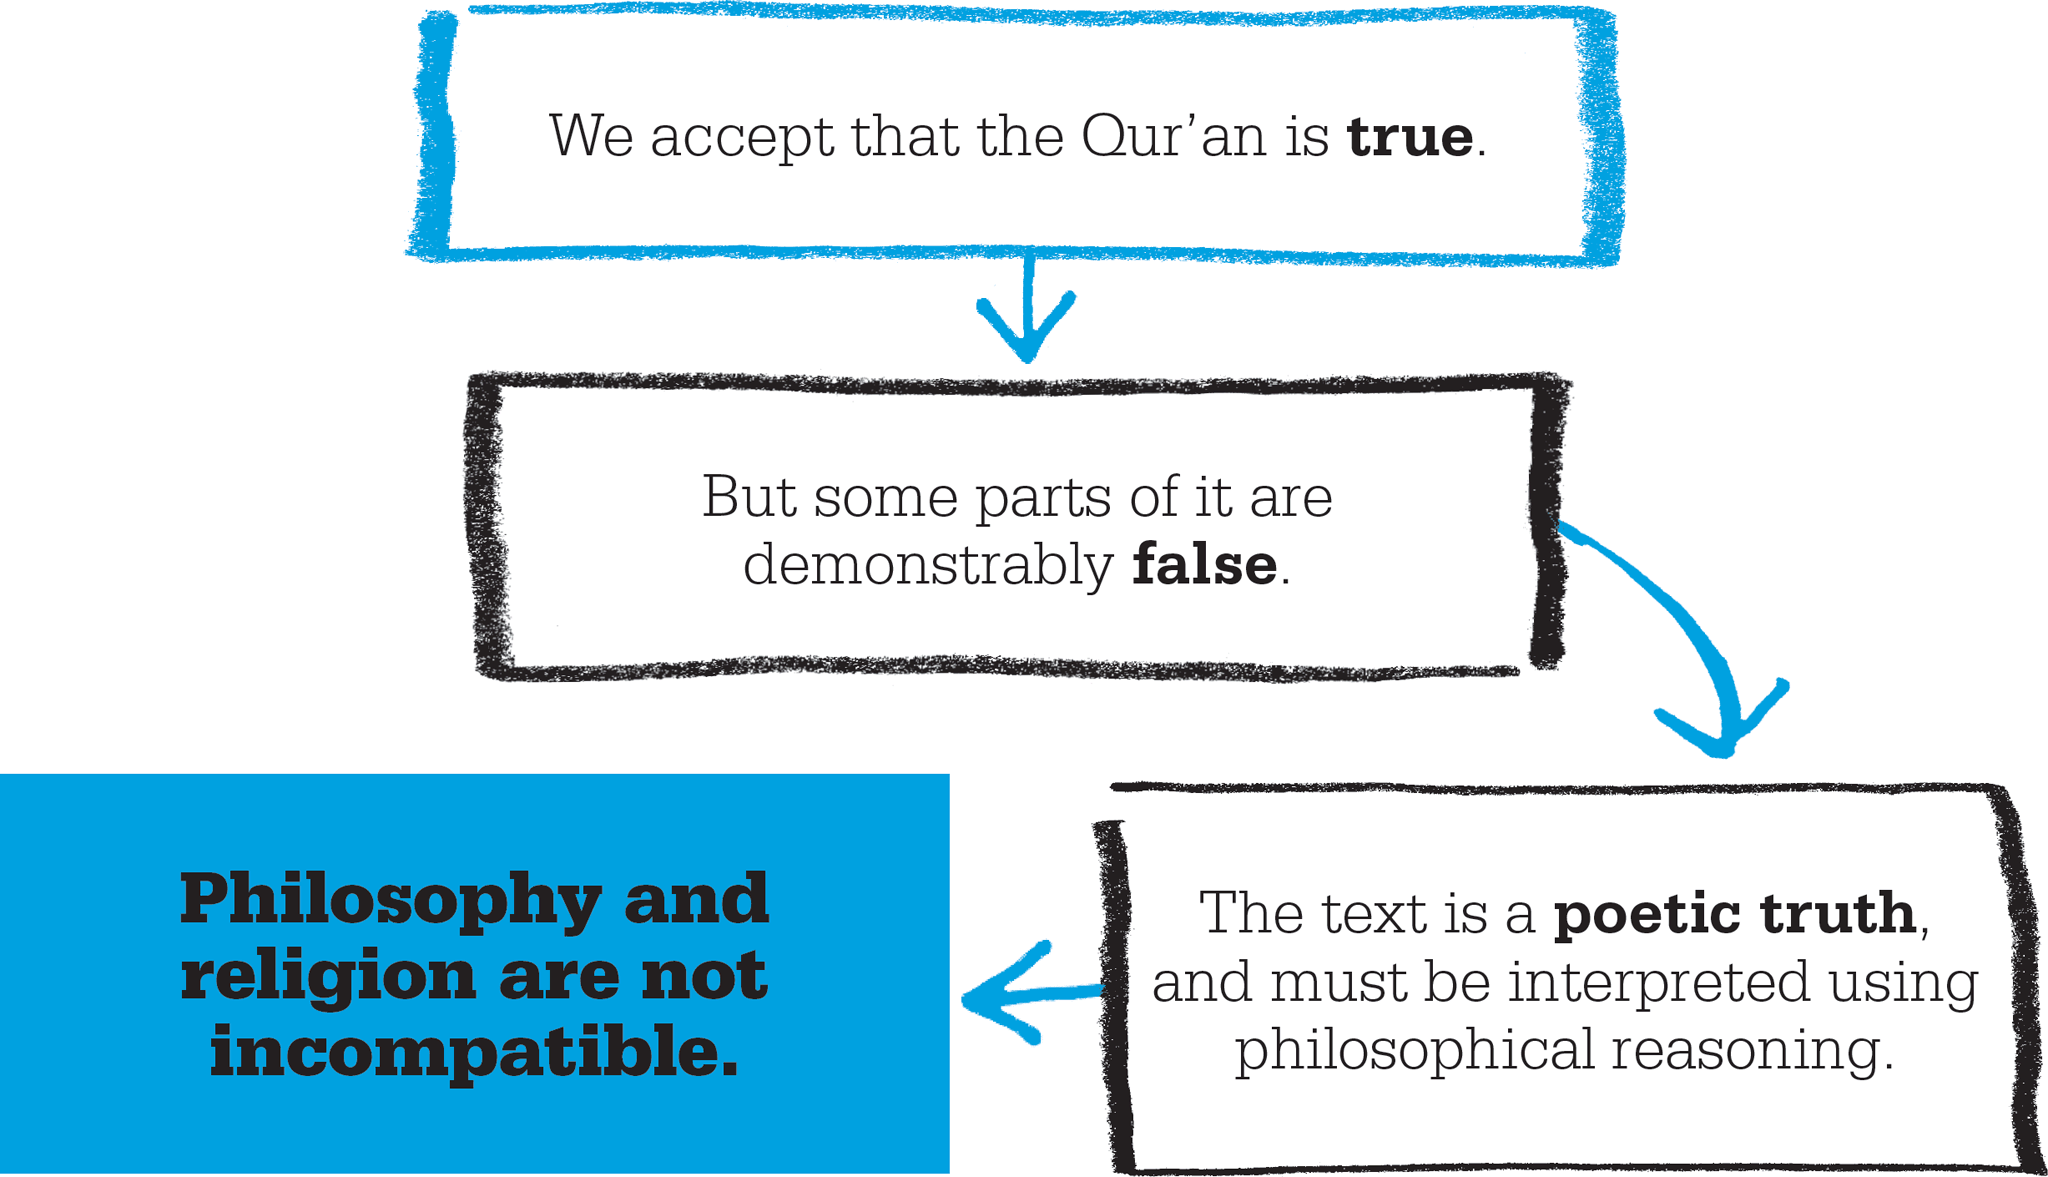 We accept that the Qur’an is true.
But some parts of it are
demonstrably false.
The text is a poetic truth,
and must be interpreted using
philosophical reasoning.
Philosophy and
religion are not
incompatible.